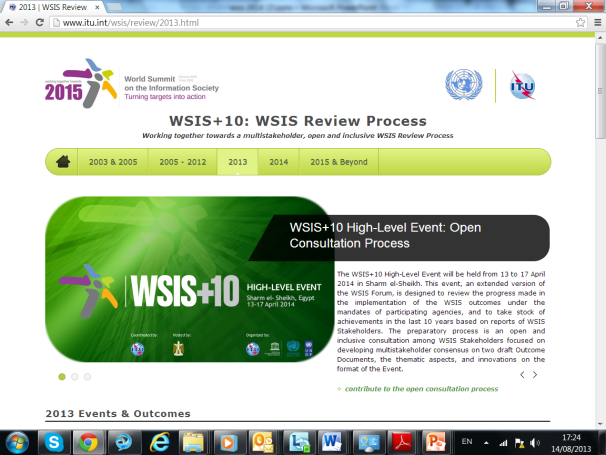 2013 | WSIS Review
www.itu.int/wsis/review/2013.html
2015
World Summit
on the Information Society
Turning targets into action
ITU
WSIS+10: WSIS Review Process
Working together towards a multistakeholder, open and inclusive WSIS Review Process
2003 & 2005
2005 - 2012
2013
2014
2015 & Beyond
WSIS+10 High-Level Event: Open
Consultation Process
WSIS+10
HIGH-LEVEL EVENT
Sharm el- Sheikh, Egypt
13-17 April 2014
Coordinated by:
Hosted by:
Organized by:
The WSIS+10 High-Level Event will be held from 13 to 17 April
2014 in Sharm el-Sheikh. This event, an extended version of
the WSIS Forum, is designed to review the progress made in
the implementation of the WSIS outcomes under the
mandates of participating agencies, and to take stock of
achievements in the last 10 years based on reports of WSIS
Stakeholders. The preparatory process is an open and
inclusive consultation among WSIS Stakeholders focused on
developing multistakeholder consensus on two draft Outcome
Documents, the thematic aspects, and innovations on the
format of the Event.
contribute to the open consultation process
2013 Events & Outcomes
EN
17:24
14/08/2013